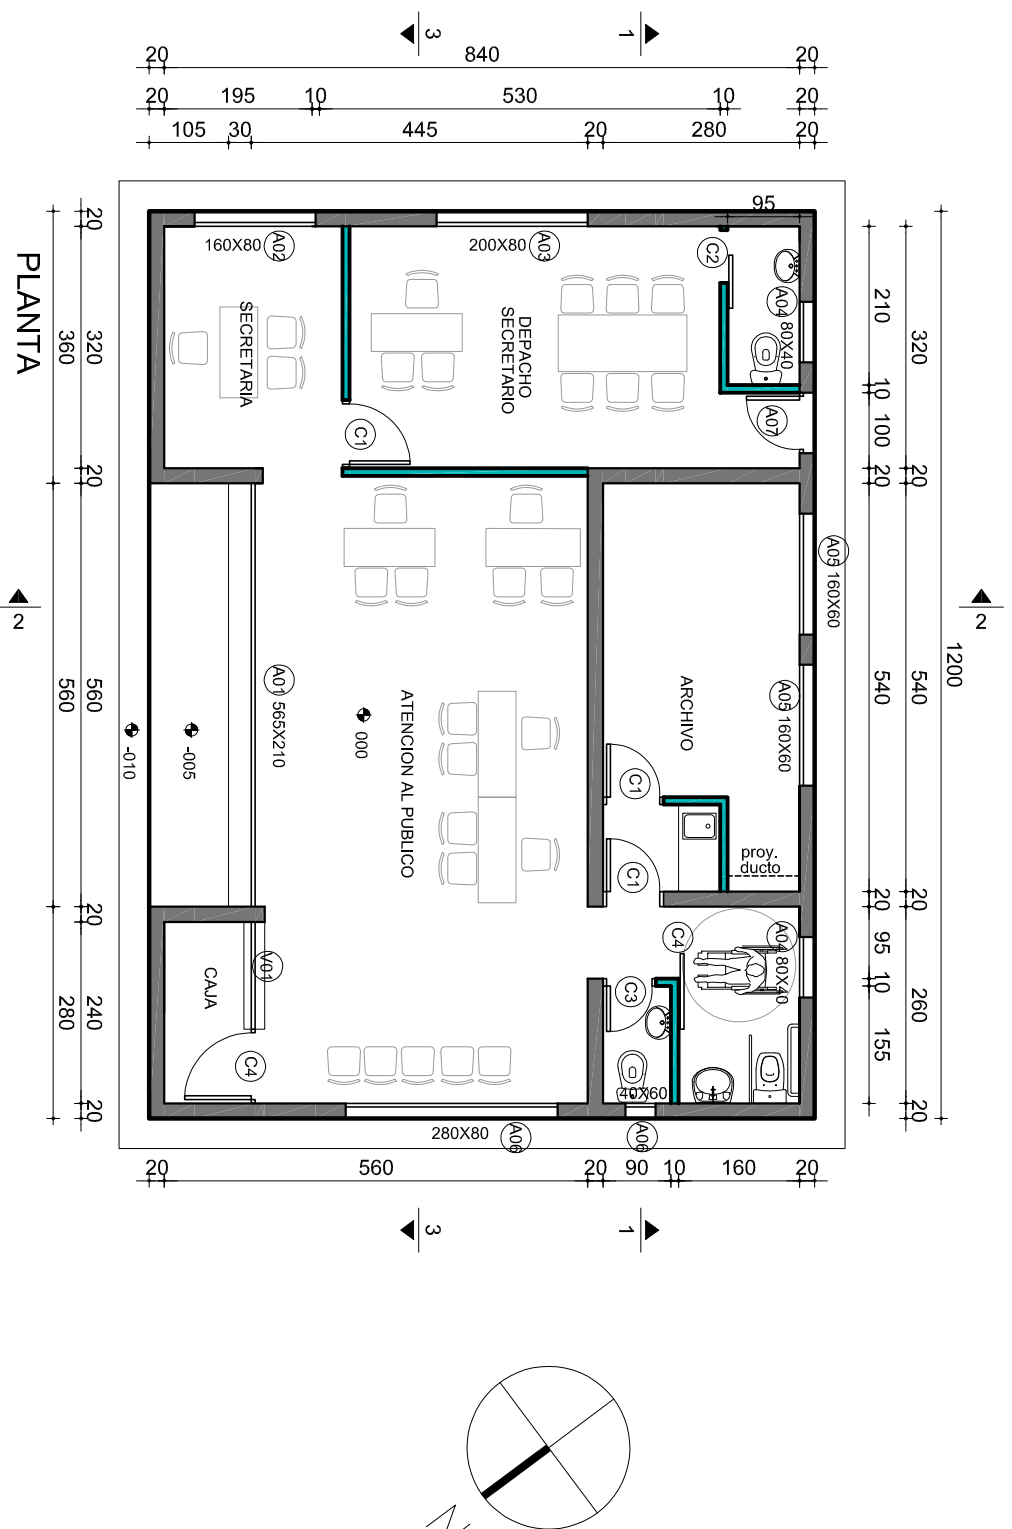 3
1
20 840 20
20 195 10 530 10 20
105 30 445 20 280 20
95
PLANTA
20
360 320
20
560 560
20
280 240
20
160X80 A02
200X80 A03
C2
A04 80X40
SECRETARIA
DEPACHO
SECRETARIO
C1
A07
210
10
100
20
540
20
95
10
155
320
20
540
20
260
20
1200
2
2
A05 160X60
A05 160X60
A01 565X210
-010
-005
000
ATENCION AL PUBLICO
ARCHIVO
C1
C1
proy.
ducto
V01
CAJA
C4
C4
A04 80X40
C3
40X60
280X80 A06
A06
20 560 20 90 10 160 20
3
1